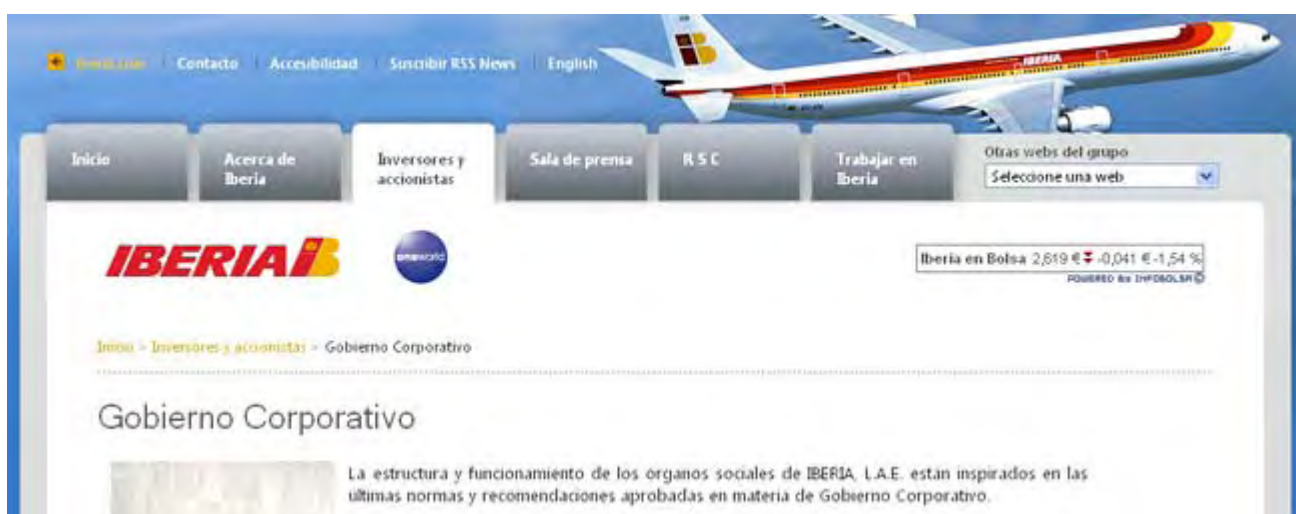 Contacto Accesibilidad Suscribir RSS News English
IBERIA
Inicio
Acerca de
Iberia
Inversores y
accionistas
Sala de prensa
R S C
Trabajar en
Iberia
Otras webs del grupo
Seleccione una web
IBERIA
oneworld
Iberia en Bolsa 2,619 € -0,041 € -1,54 %
POWERED by INFOBOLSA©
Inicio > Inversores y accionistas > Gobierno Corporativo
Gobierno Corporativo
La estructura y funcionamiento de los organos sociales de IBERIA, L.A.E. estan inspirados en las
últimas normas y recomendaciones aprobadas en materia de Gobierno Corporativo.